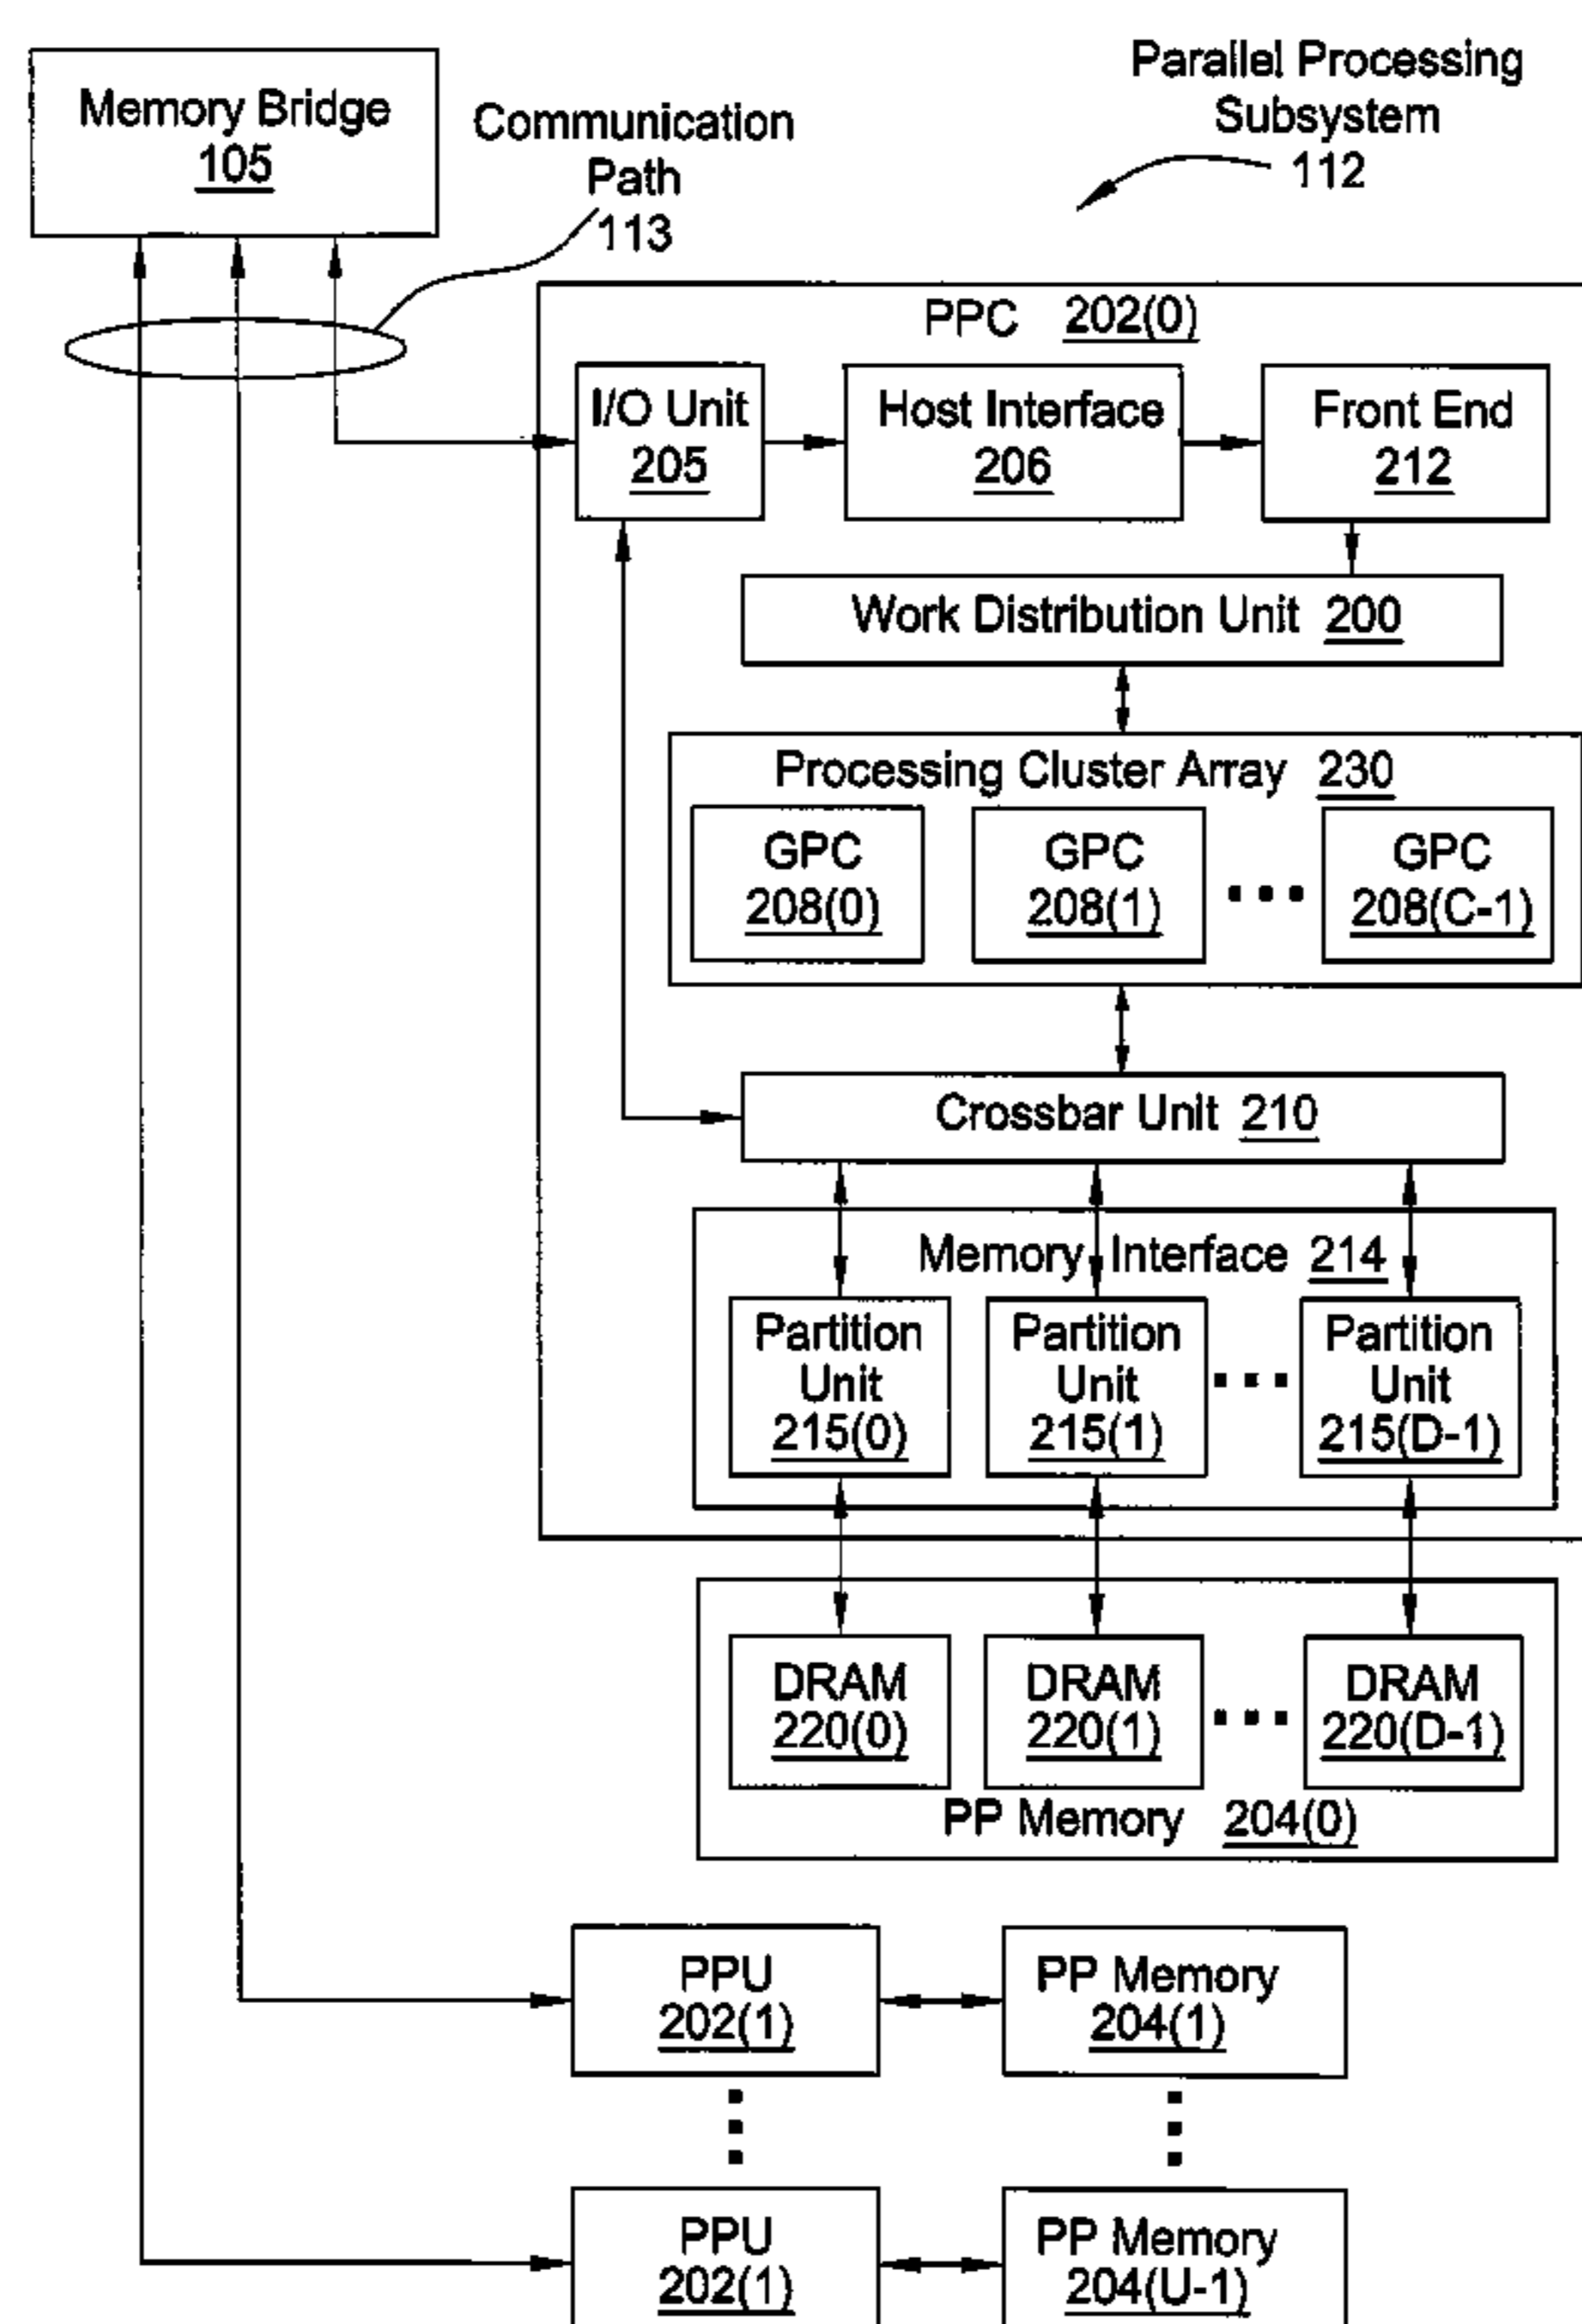 Memory Bridge
105
Communication
Path
113
Parallel Processing
Subsystem
112
PPC 202(0)
I/O Unit
205
Host Interface
206
Front End
212
Work Distribution Unit 200
Processing Cluster Array 230
GPC
208(0)
GPC
208(1)
GPC
208(C-1)
Crossbar Unit 210
Memory Interface 214
Partition
Unit
215(0)
Partition
Unit
215(1)
Partition
Unit
215(D-1)
DRAM
220(0)
DRAM
220(1)
DRAM
220(D-1)
PP Memory 204(0)
PPU
202(1)
PP Memory
204(1)
PPU
202(1)
PP Memory
204(U-1)